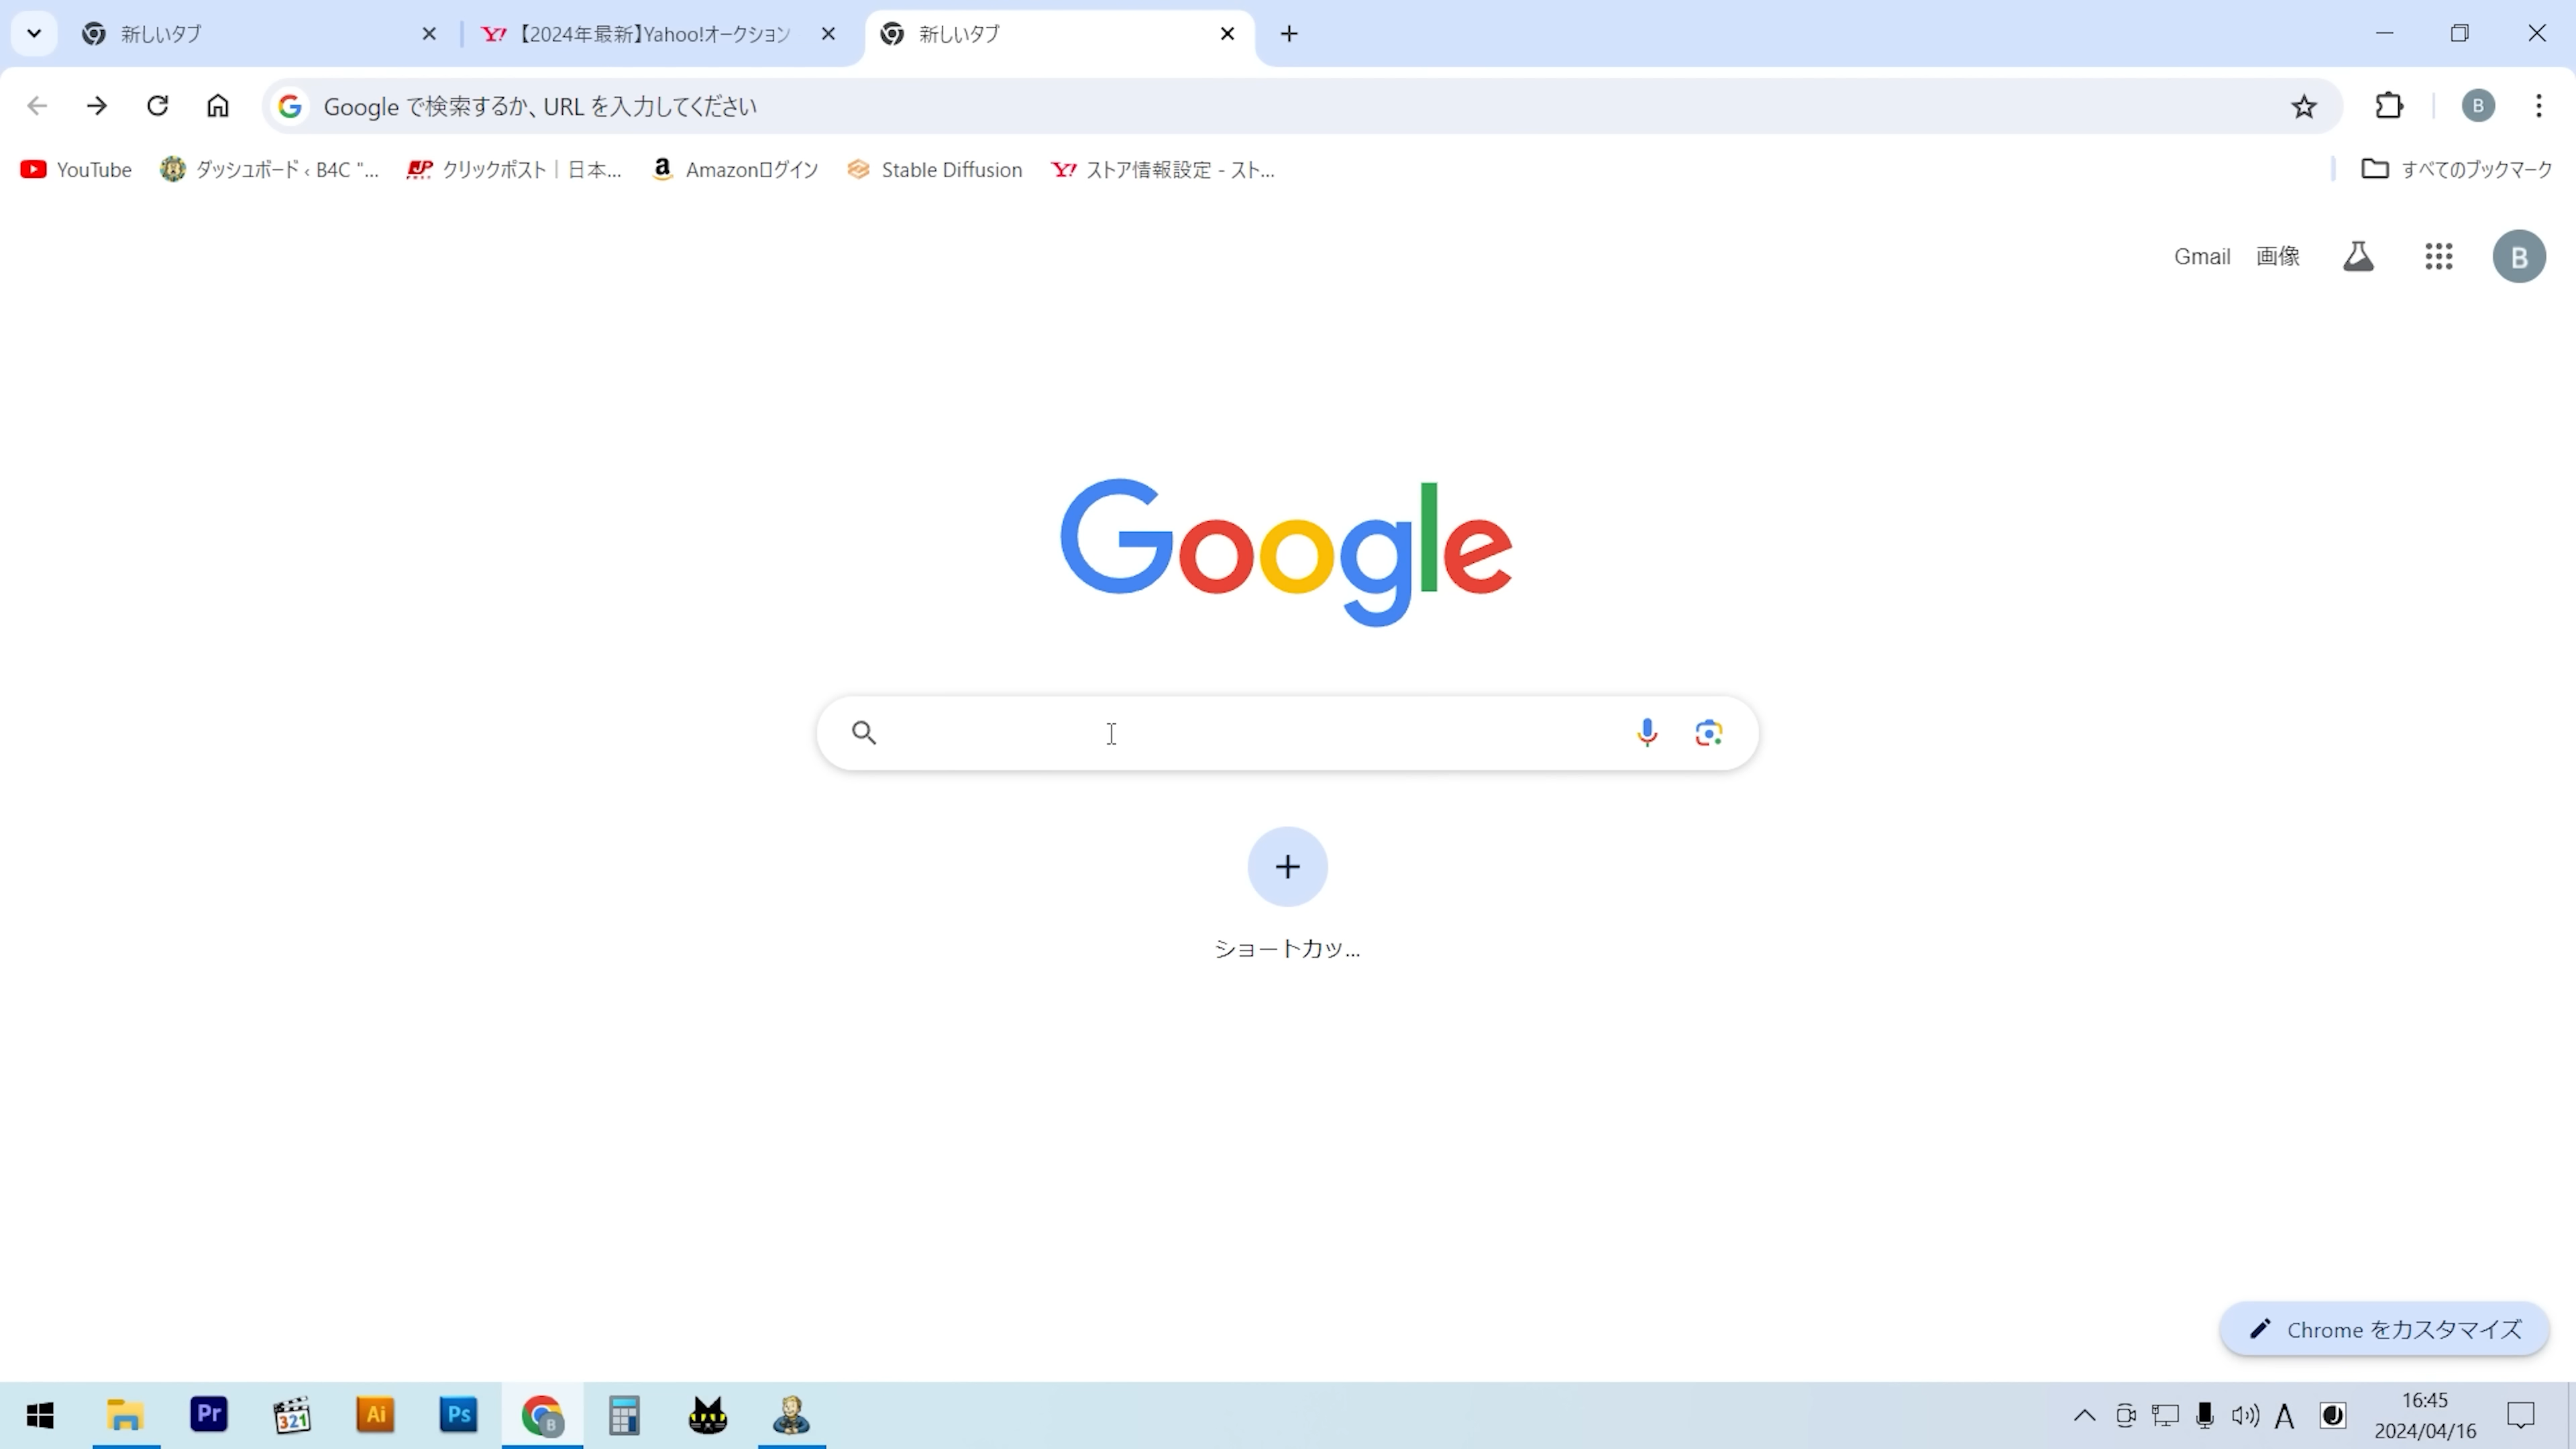 新しいタブ
【2024年最新】Yahoo!オークション
新しいタブ
Google で検索するか、URL を入力してください
B
YouTube
ダッシュボード ‹ B4C "...
クリックポスト | 日本...
Amazonログイン
Stable Diffusion
ストア情報設定 - スト...
すべてのブックマーク
Gmail
画像
B
Google
ショートカッ...
Chrome をカスタマイズ
Pr
321
Ai
Ps
B
A
16:45
2024/04/16